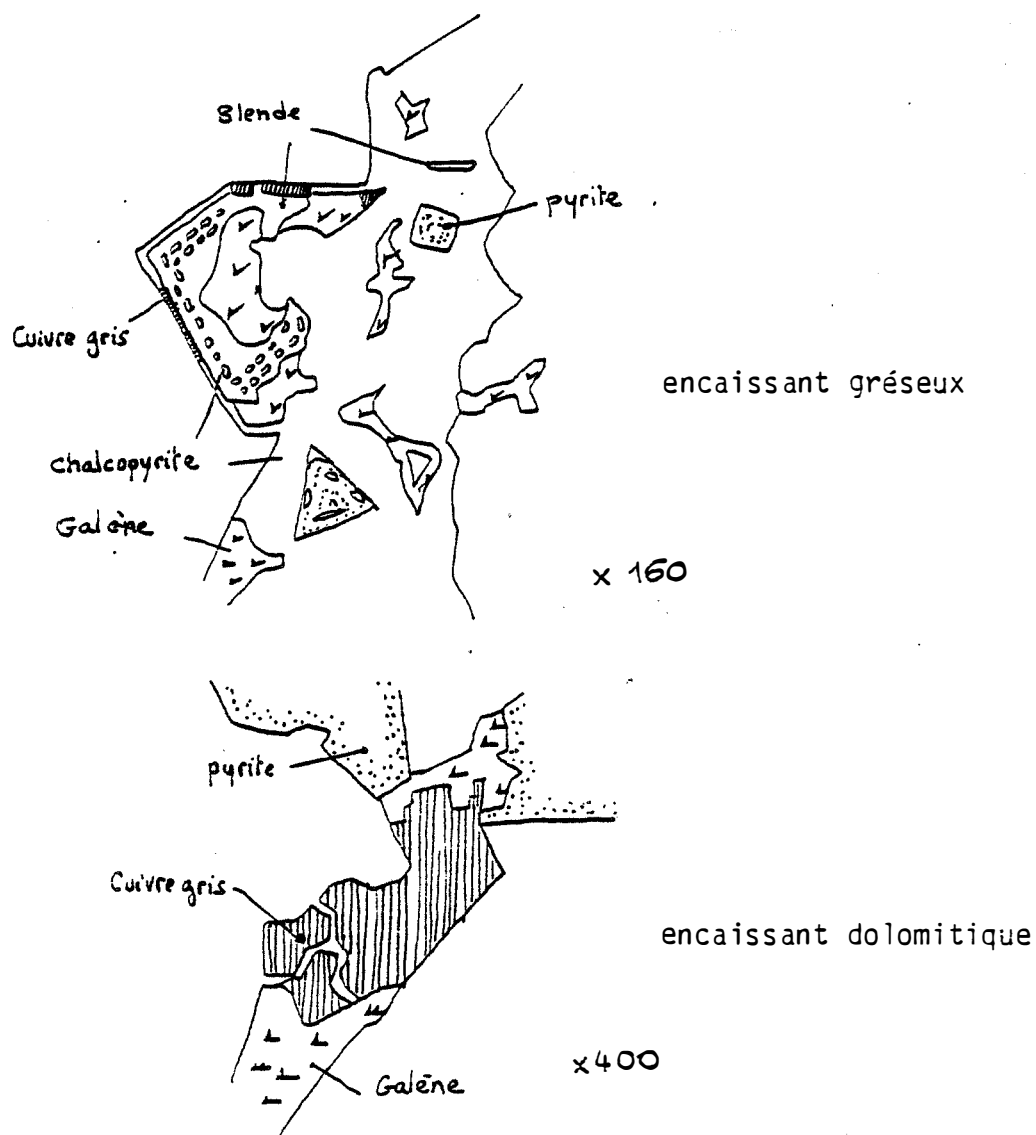 Blende
pyrite
Cuivre gris
encaissant gréseux
chalcopyrite
Galène
x 160
pyrite
Cuivre gris
encaissant dolomitique
x400
Galène